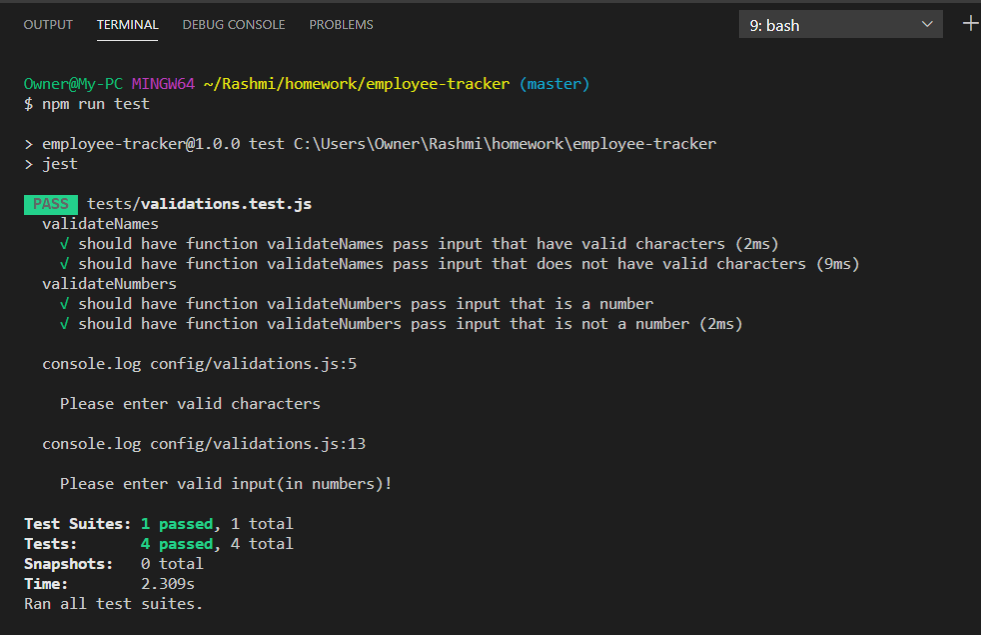 OUTPUT TERMINAL DEBUG CONSOLE PROBLEMS 9: bash
Owner@My-PC MINGW64 ~/Rashmi/homework/employee-tracker (master)
$ npm run test
> employee-tracker@1.0.0 test C:\Users\Owner\Rashmi\homework\employee-tracker
> jest
PASS tests/validations.test.js
validateNames
√ should have function validateNames pass input that have valid characters (2ms)
√ should have function validateNames pass input that does not have valid characters (9ms)
validateNumbers
√ should have function validateNumbers pass input that is a number
√ should have function validateNumbers pass input that is not a number (2ms)
console.log config/validations.js:5
Please enter valid characters
console.log config/validations.js:13
Please enter valid input(in numbers)!
Test Suites: 1 passed, 1 total
Tests: 4 passed, 4 total
Snapshots: 0 total
Time: 2.309s
Ran all test suites.